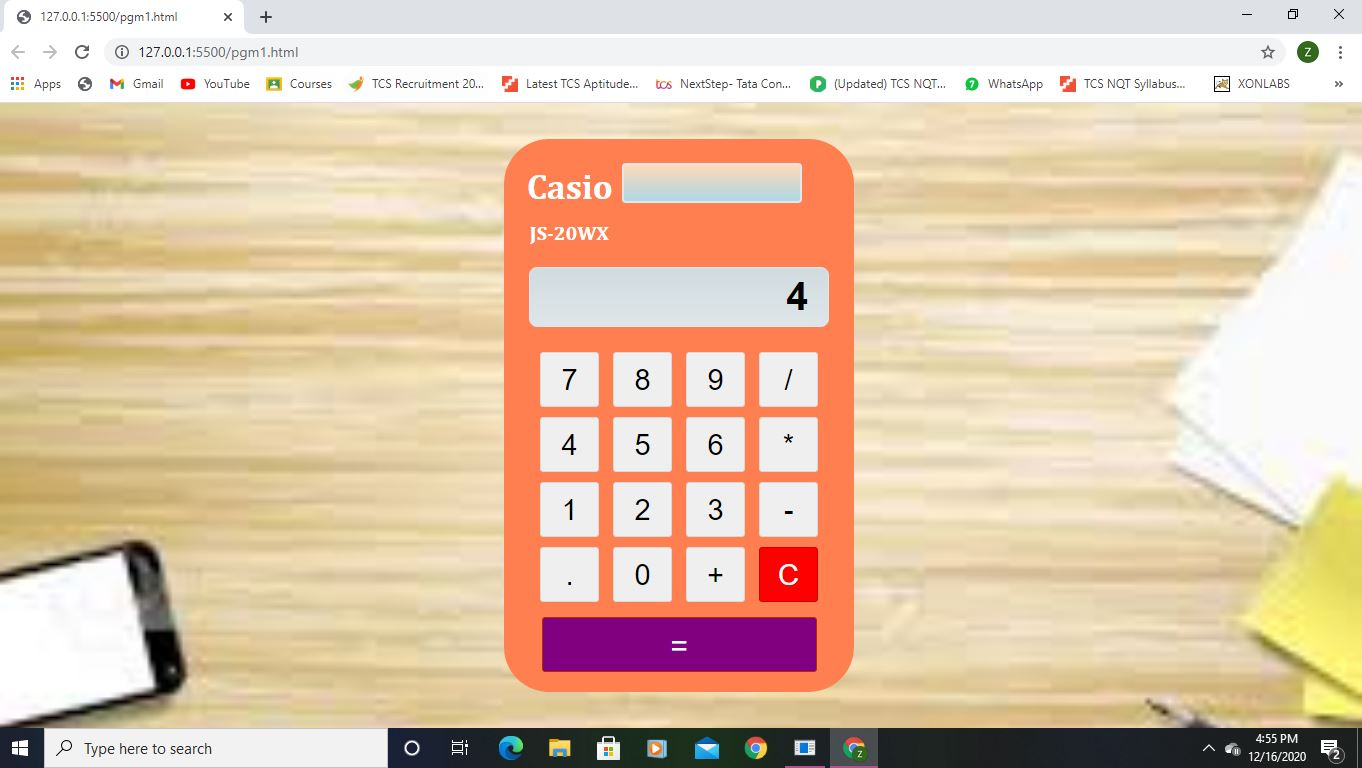 127.0.0.1:5500/pgm1.html
127.0.0.1:5500/pgm1.html
Z
Apps Gmail YouTube Courses TCS Recruitment 20... Latest TCS Aptitude... tcs NextStep- Tata Con... (Updated) TCS NQT... WhatsApp TCS NQT Syllabus... XONLABS »
Casio
JS-20WX
4
7 8 9 /
4 5 6 *
1 2 3 -
. 0 + C
=
Type here to search
Z
4:55 PM
12/16/2020
2